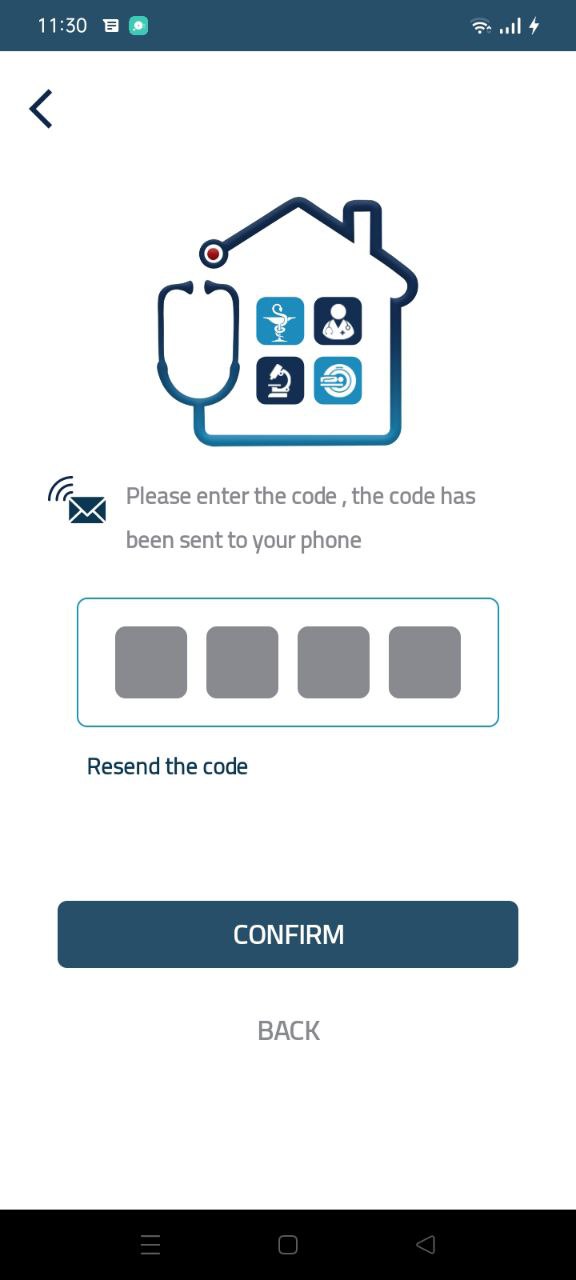 11:30
Please enter the code , the code has
been sent to your phone
Resend the code
CONFIRM
BACK